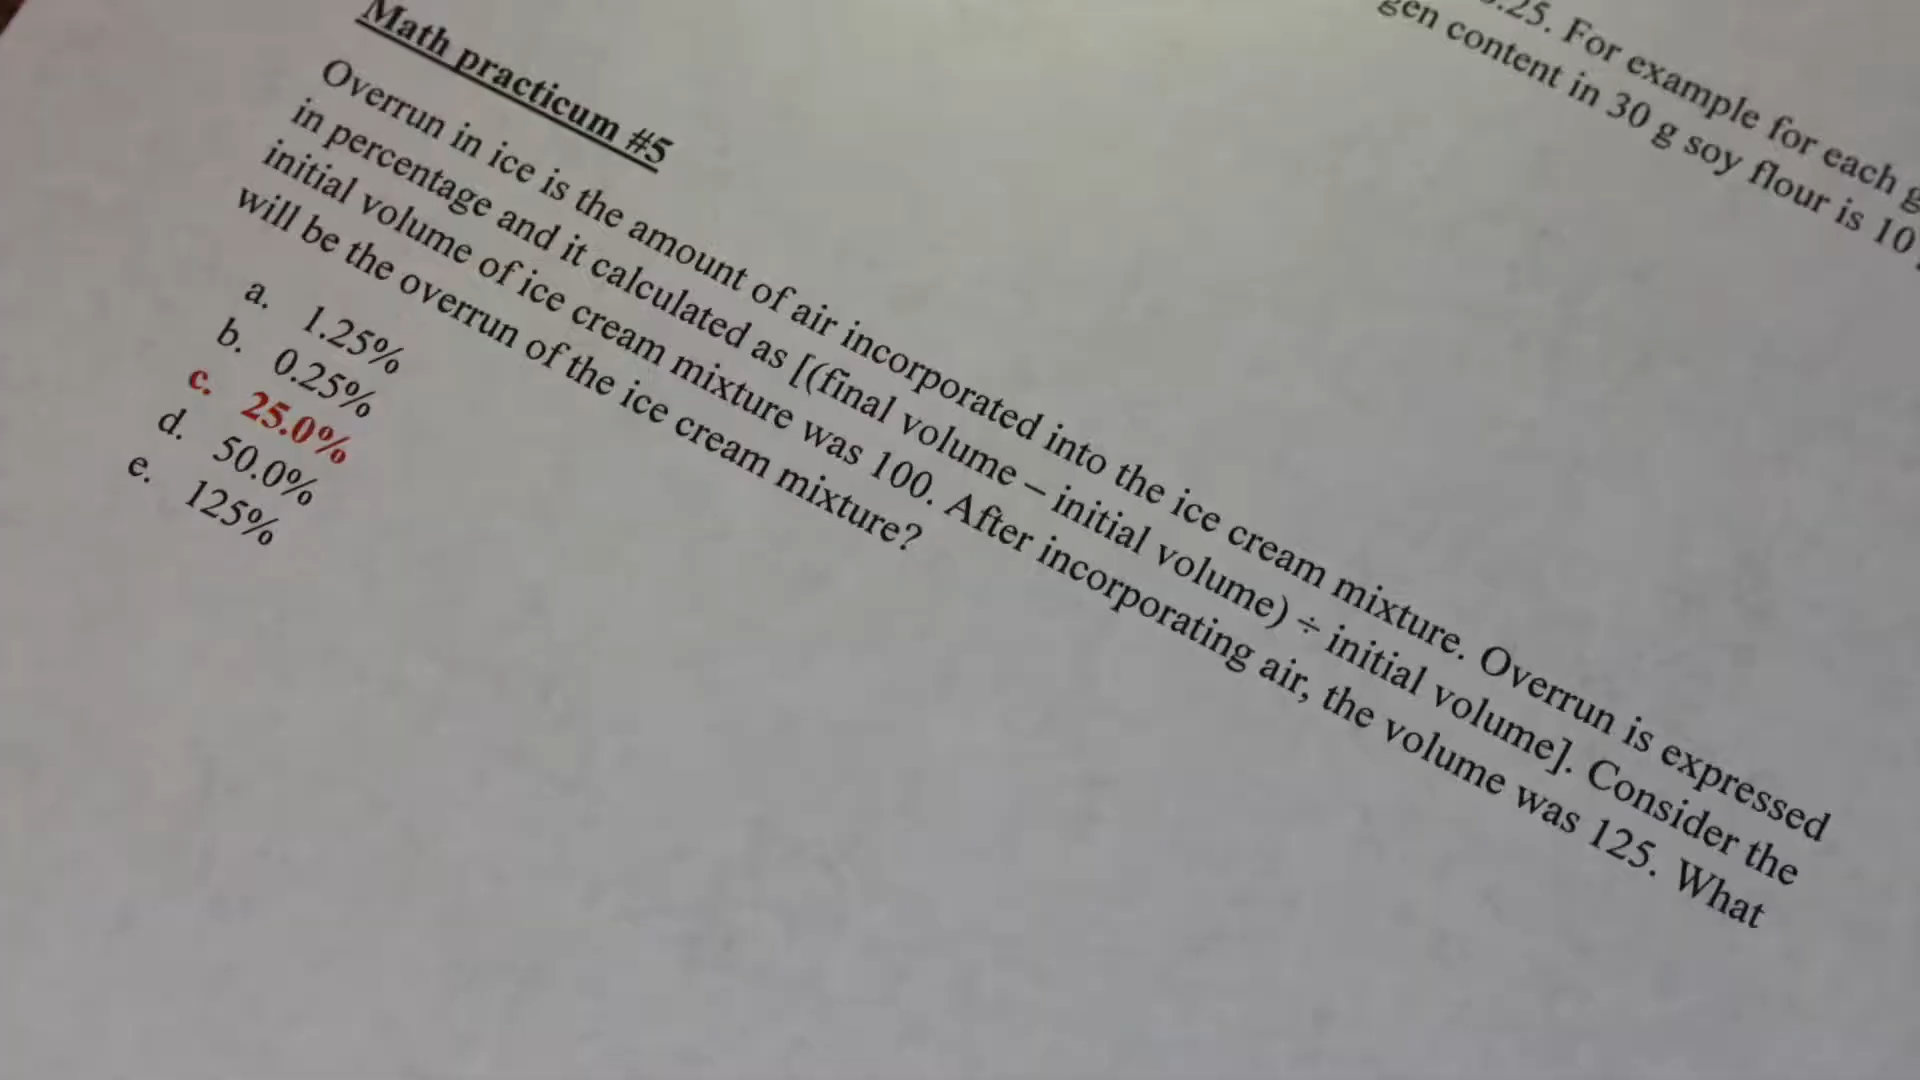 .25. For example for each
gen content in 30 g soy flour is 10
Math practicum #5
Overrun in ice is the amount of air incorporated into the ice cream mixture. Overrun is expressed
in percentage and it calculated as [(final volume – initial volume) ÷ initial volume]. Consider the
initial volume of ice cream mixture was 100. After incorporating air, the volume was 125. What
will be the overrun of the ice cream mixture?
a. 1.25%
b. 0.25%
c. 25.0%
d. 50.0%
e. 125%